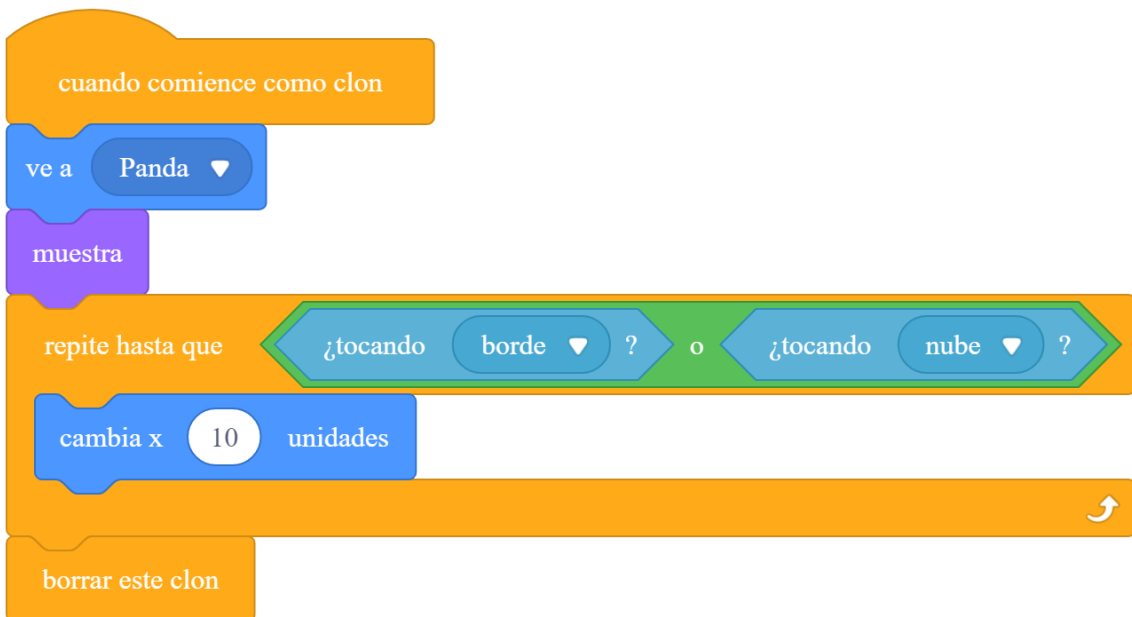 cuando comience como clon
ve a Panda
muestra
repite hasta que ¿tocando borde ? o ¿tocando nube ?
cambia x 10 unidades
borrar este clon